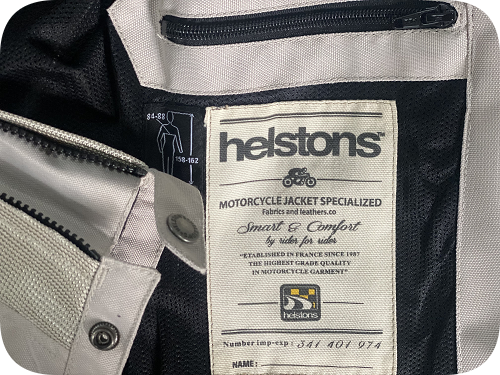 84-88
158-162
helstons™
MOTORCYCLE JACKET SPECIALIZED
Fabrics and leathers.co
Smart & Comfort
by rider for rider
"ESTABLISHED IN FRANCE SINCE 1987
THE HIGHEST GRADE QUALITY
IN MOTORCYCLE GARMENT"
helstons
Number imp-exp : 341 401 974
NAME :